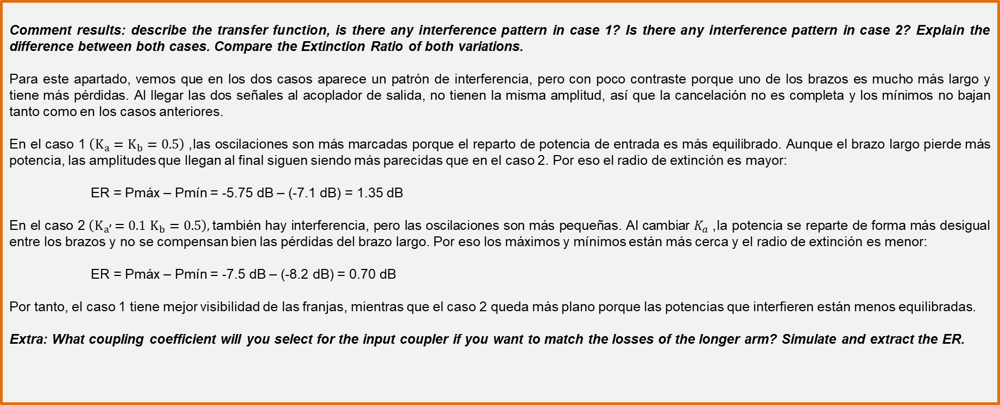 Comment results: describe the transfer function, is there any interference pattern in case 1? Is there any interference pattern in case 2? Explain the
difference between both cases. Compare the Extinction Ratio of both variations.
Para este apartado, vemos que en los dos casos aparece un patrón de interferencia, pero con poco contraste porque uno de los brazos es mucho más largo y
tiene más pérdidas. Al llegar las dos señales al acoplador de salida, no tienen la misma amplitud, así que la cancelación no es completa y los mínimos no bajan
tanto como en los casos anteriores.
En el caso 1 (Kₐ = K_b = 0.5) ,las oscilaciones son más marcadas porque el reparto de potencia de entrada es más equilibrado. Aunque el brazo largo pierde más
potencia, las amplitudes que llegan al final siguen siendo más parecidas que en el caso 2. Por eso el radio de extinción es mayor:
ER = Pmáx – Pmín = -5.75 dB – (-7.1 dB) = 1.35 dB
En el caso 2 (Kₐ′ = 0.1 K_b = 0.5), también hay interferencia, pero las oscilaciones son más pequeñas. Al cambiar Kₐ ,la potencia se reparte de forma más desigual
entre los brazos y no se compensan bien las pérdidas del brazo largo. Por eso los máximos y mínimos están más cerca y el radio de extinción es menor:
ER = Pmáx – Pmín = -7.5 dB – (-8.2 dB) = 0.70 dB
Por tanto, el caso 1 tiene mejor visibilidad de las franjas, mientras que el caso 2 queda más plano porque las potencias que interfieren están menos equilibradas.
Extra: What coupling coefficient will you select for the input coupler if you want to match the losses of the longer arm? Simulate and extract the ER.